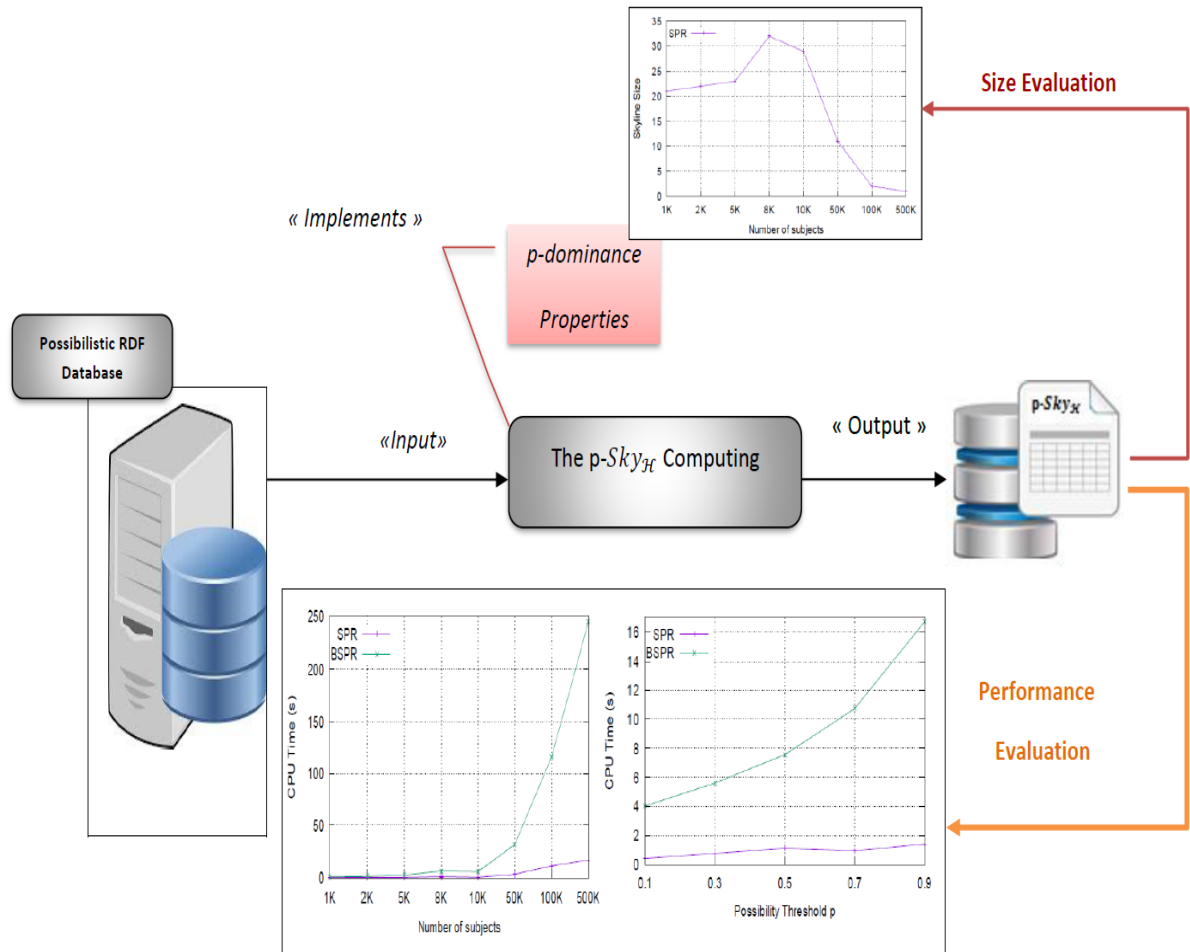 35
30
25
20
15
10
5
0
SPR
Skyline Size
1K 2K 5K 8K 10K 50K 100K 500K
Number of subjects
Size Evaluation
« Implements »
p-dominance
Properties
Possibilistic RDF
Database
«Input»
The p-𝑆𝑘𝑦ℋ Computing
« Output »
p-𝑺𝒌𝒚ℋ
250
200
150
100
50
0
SPR
BSPR
CPU Time (s)
1K 2K 5K 8K 10K 50K 100K 500K
Number of subjects
16
14
12
10
8
6
4
2
0
SPR
BSPR
CPU Time (s)
0.1 0.3 0.5 0.7 0.9
Possibility Threshold p
Performance
Evaluation